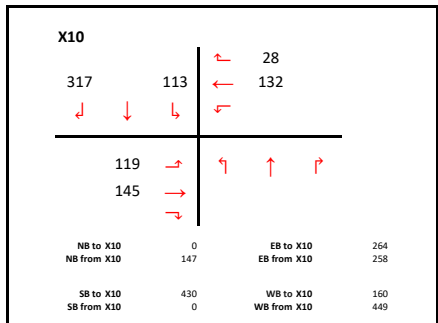 X10
28
317 113 132
119
145
NB to X10 0 EB to X10 264
NB from X10 147 EB from X10 258
SB to X10 430 WB to X10 160
SB from X10 0 WB from X10 449